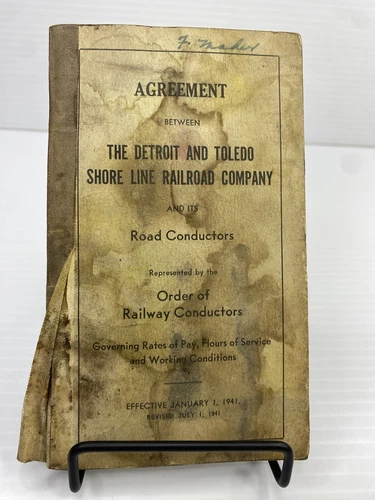 F. Maher
AGREEMENT
BETWEEN
THE DETROIT AND TOLEDO
SHORE LINE RAILROAD COMPANY
AND ITS
Road Conductors
Represented by the
Order of
Railway Conductors
Governing Rates of Pay, Hours of Service
and Working Conditions
EFFECTIVE JANUARY 1, 1941.
REVISED JULY 1, 1941